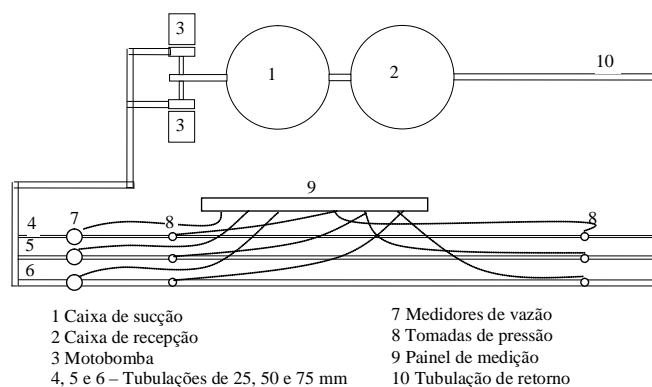 3
1
2
10
3
9
4
7
8
8
5
6
1 Caixa de sucção
2 Caixa de recepção
3 Motobomba
4, 5 e 6 – Tubulações de 25, 50 e 75 mm
7 Medidores de vazão
8 Tomadas de pressão
9 Painel de medição
10 Tubulação de retorno